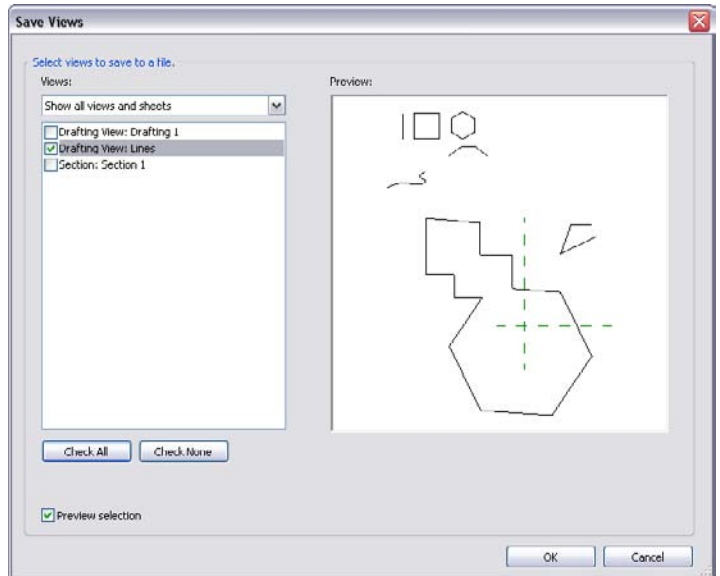 Save Views
Select views to save to a file.
Views:
Preview:
Show all views and sheets
Drafting View: Drafting 1
Drafting View: Lines
Section: Section 1
Check All
Check None
Preview selection
OK
Cancel